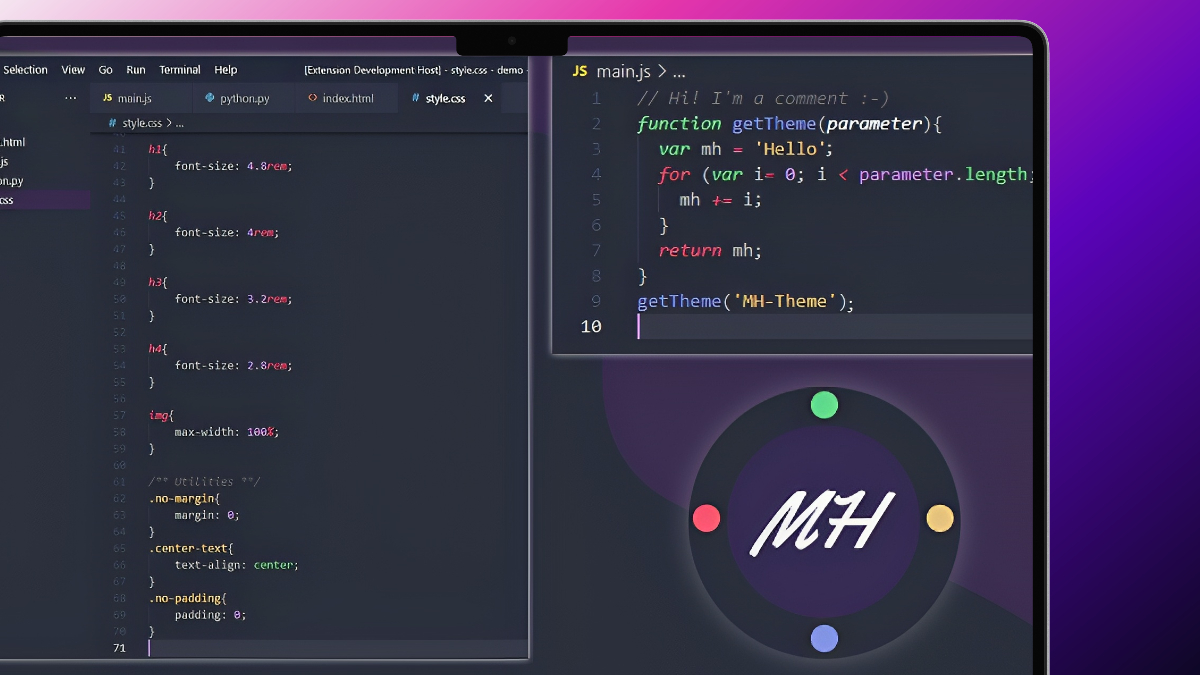 Selection View Go Run Terminal Help [Extension Development Host] - style.css - demo -
R ... JS main.js python.py <> index.html # style.css ×
# style.css > ...
.html
js
on.py
css
41 h1{
42 font-size: 4.8rem;
43 }
44
45 h2{
46 font-size: 4rem;
47 }
48
49 h3{
50 font-size: 3.2rem;
51 }
52
53 h4{
54 font-size: 2.8rem;
55 }
56
57 img{
58 max-width: 100%;
59 }
60
61 /** Utilities **/
62 .no-margin{
63 margin: 0;
64 }
65 .center-text{
66 text-align: center;
67 }
68 .no-padding{
69 padding: 0;
70 }
71
JS main.js > ...
1 // Hi! I'm a comment :-)
2 function getTheme(parameter){
3 var mh = 'Hello';
4 for (var i= 0; i < parameter.length;
5 mh += i;
6 }
7 return mh;
8 }
9 getTheme('MH-Theme');
10
MH